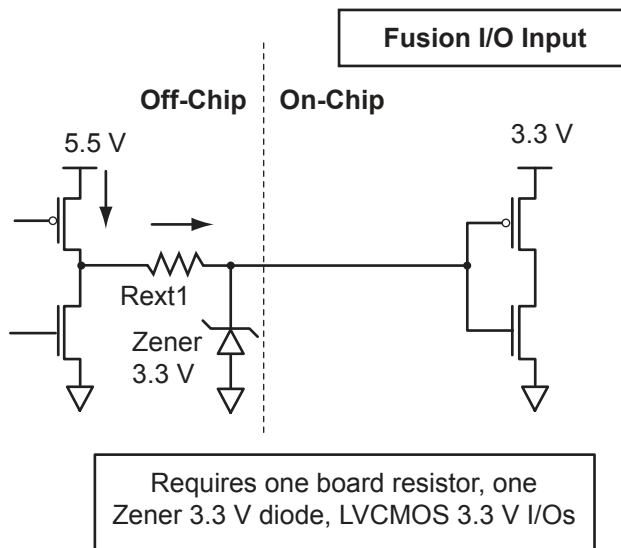 Fusion I/O Input
Off-Chip
On-Chip
5.5 V
3.3 V
Rext1
Zener
3.3 V
Requires one board resistor, one
Zener 3.3 V diode, LVCMOS 3.3 V I/Os